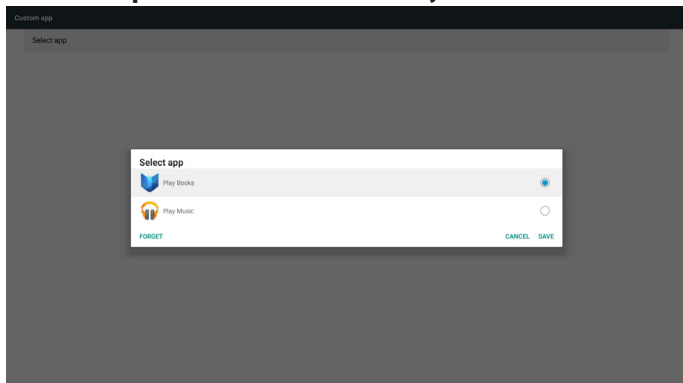 Custom app
Select app
Select app
Play Books
Play Music
FORGET
CANCEL SAVE